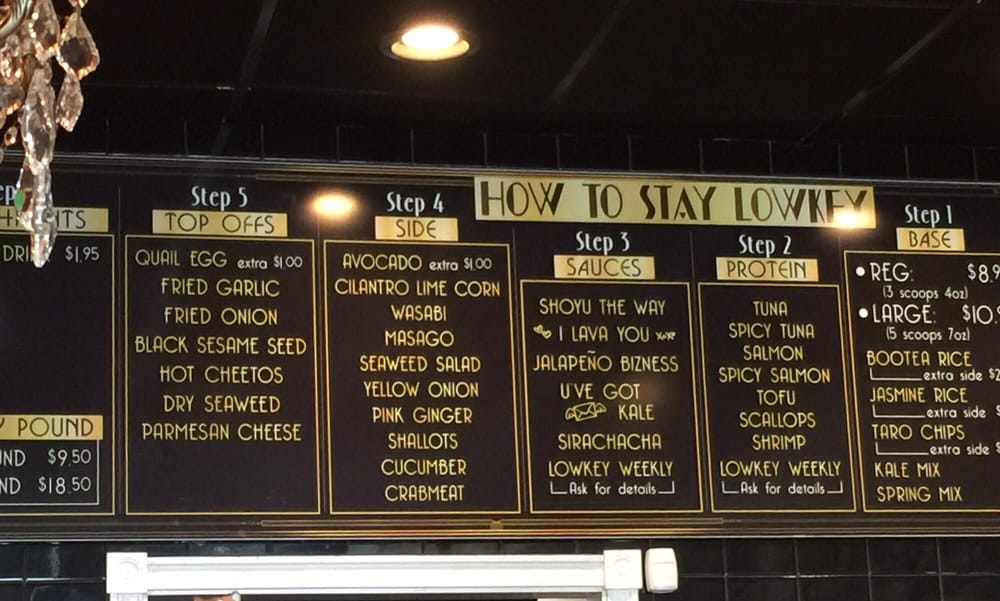 HOW TO STAY LOWKEY
Step 5
TOP OFFS
QUAIL EGG extra $1.00
FRIED GARLIC
FRIED ONION
BLACK SESAME SEED
HOT CHEETOS
DRY SEAWEED
PARMESAN CHEESE
Step 4
SIDE
AVOCADO extra $1.00
CILANTRO LIME CORN
WASABI
MASAGO
SEAWEED SALAD
YELLOW ONION
PINK GINGER
SHALLOTS
CUCUMBER
CRABMEAT
Step 3
SAUCES
SHOYU THE WAY
I LAVA YOU
JALAPEÑO BIZNESS
U'VE GOT
KALE
SIRACHACHA
LOWKEY WEEKLY
Ask for details
Step 2
PROTEIN
TUNA
SPICY TUNA
SALMON
SPICY SALMON
TOFU
SCALLOPS
SHRIMP
LOWKEY WEEKLY
Ask for details
Step 1
BASE
REG:
(3 scoops 4oz)
LARGE:
(5 scoops 7oz)
BOOTEA RICE
extra side
JASMINE RICE
extra side
TARO CHIPS
extra side
KALE MIX
SPRING MIX
$1.95
POUND
$9.50
$18.50